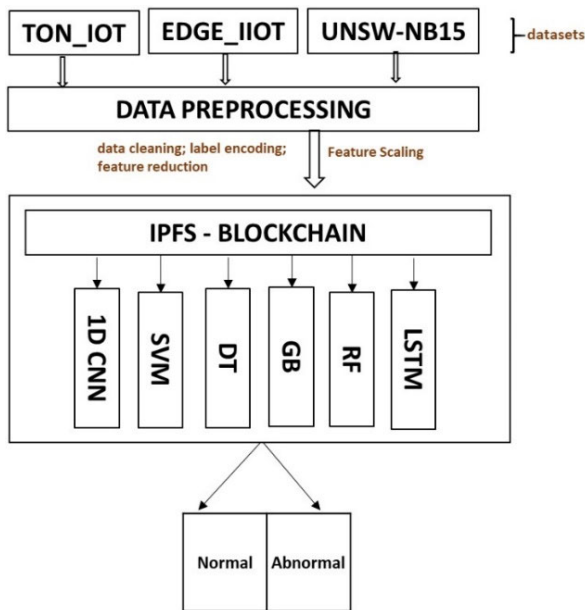 TON_IOT EDGE_IIOT UNSW-NB15 datasets
DATA PREPROCESSING
data cleaning; label encoding; Feature Scaling
feature reduction
IPFS - BLOCKCHAIN
1D CNN
SVM
DT
GB
RF
LSTM
Normal Abnormal